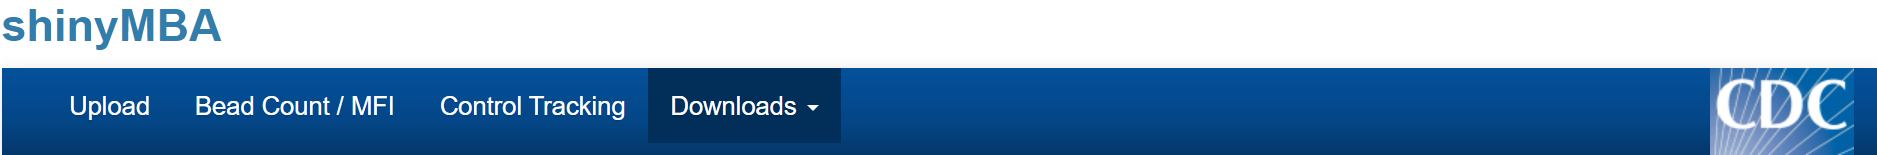 shinyMBA
Upload Bead Count / MFI Control Tracking Downloads CDC